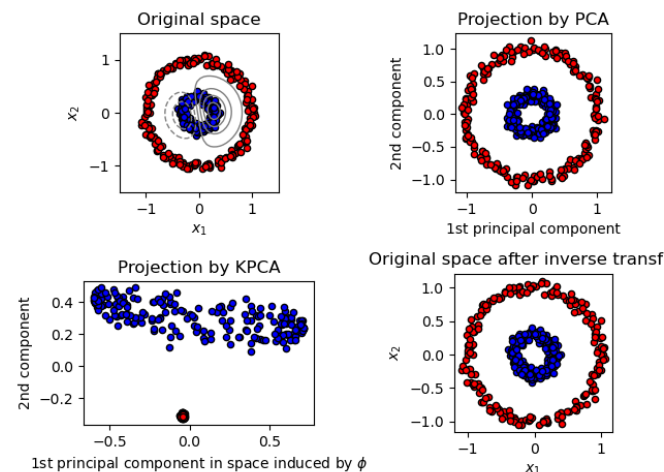 Original space
1
0
−1
x₂
−1 0 1
x₁
Projection by PCA
1.0
0.5
0.0
−0.5
−1.0
2nd component
−1 0 1
1st principal component
Projection by KPCA
0.4
0.2
0.0
−0.2
2nd component
−0.5 0.0 0.5
1st principal component in space induced by ϕ
Original space after inverse transf
1.0
0.5
0.0
−0.5
−1.0
x₂
−1 0 1
x₁